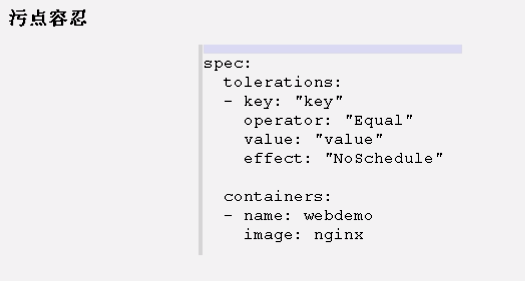 污点容忍
spec:
  tolerations:
  - key: "key"
    operator: "Equal"
    value: "value"
    effect: "NoSchedule"

  containers:
  - name: webdemo
    image: nginx